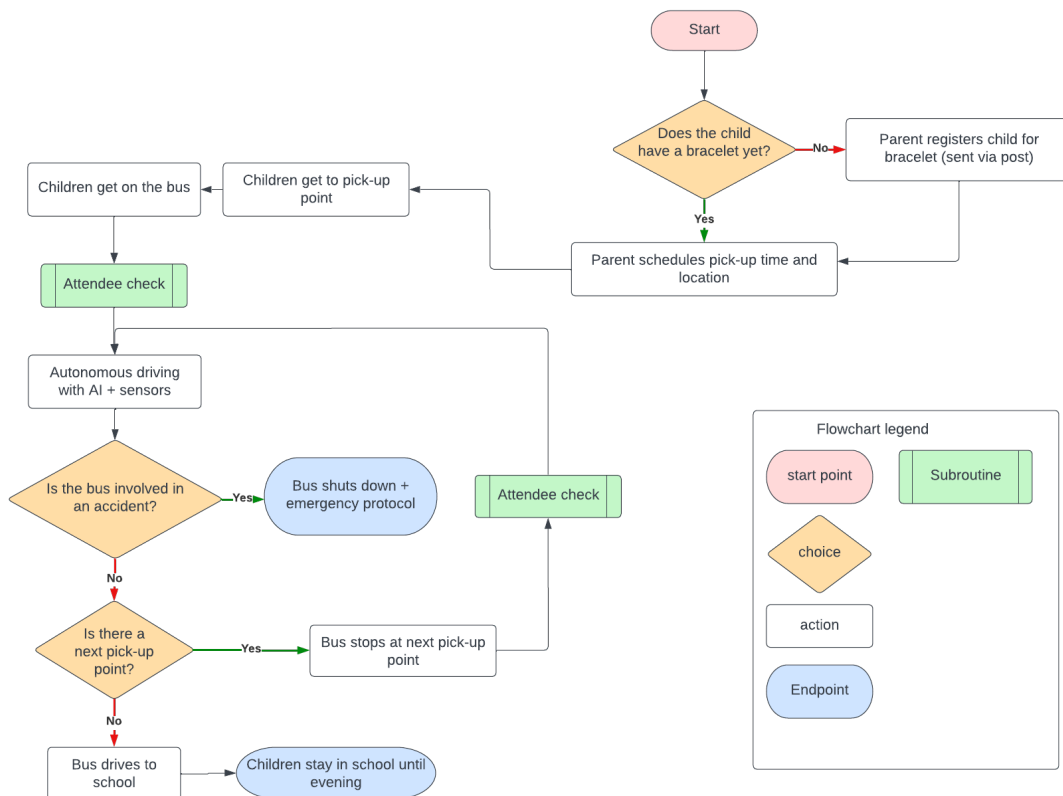 Start
Does the child
have a bracelet yet?
No
Parent registers child for
bracelet (sent via post)
Yes
Parent schedules pick-up time and
location
Children get to pick-up
point
Children get on the bus
Attendee check
Autonomous driving
with AI + sensors
Is the bus involved in
an accident?
Yes
Bus shuts down +
emergency protocol
No
Is there a
next pick-up
point?
Yes
Bus stops at next pick-up
point
Attendee check
No
Bus drives to
school
Children stay in school until
evening
Flowchart legend
start point
Subroutine
choice
action
Endpoint